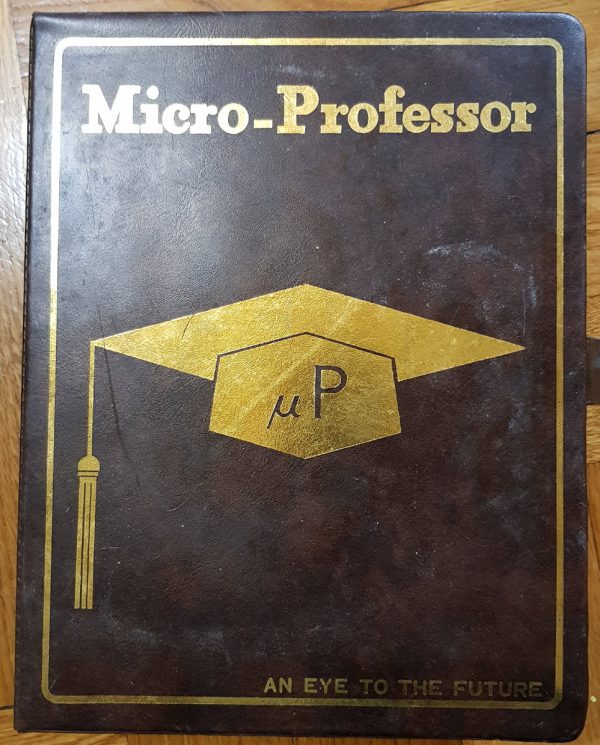 Micro-Professor
μP
AN EYE TO THE FUTURE